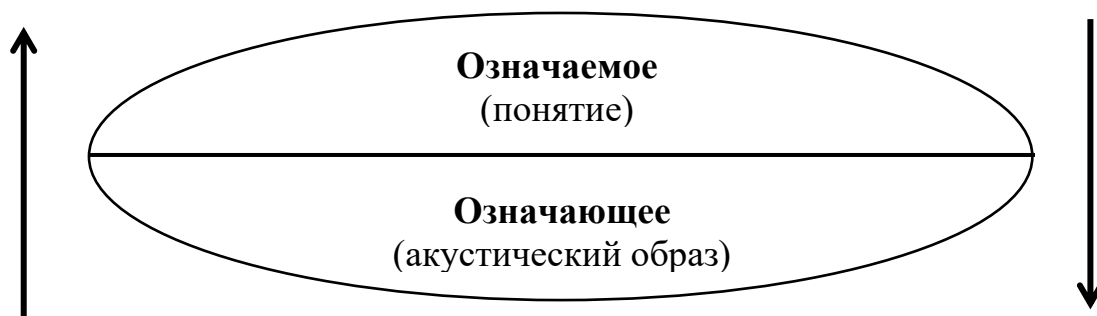 Означаемое
(понятие)
Означающее
(акустический образ)